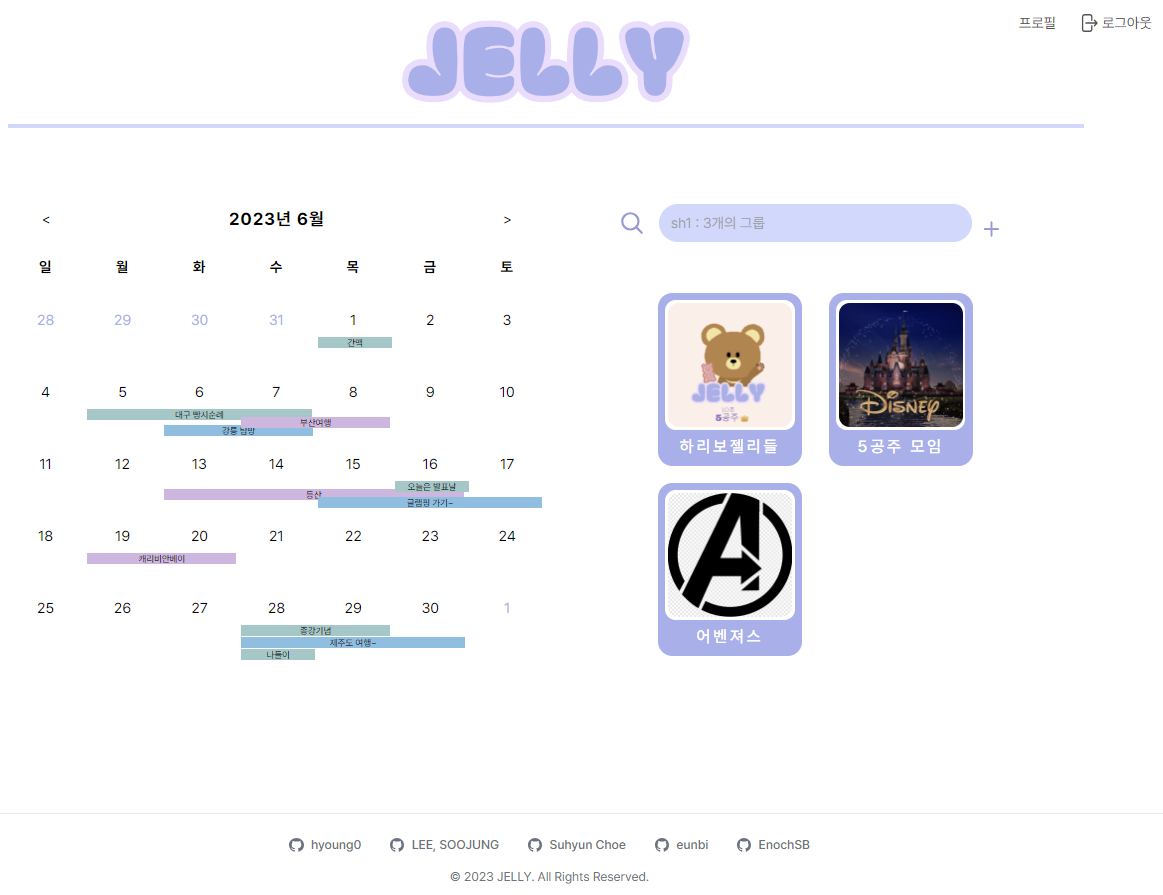 프로필 로그아웃
JELLY
< 2023년 6월 >
sh1 : 3개의 그룹 +
일 월 화 수 목 금 토
28 29 30 31 1 2 3
간맥
4 5 6 7 8 9 10
대구 빵지순례
부산여행
강릉
11 12 13 14 15 16 17
오늘은 발표날
등산
글램핑 가기~
18 19 20 21 22 23 24
캐리비안베이
25 26 27 28 29 30 1
종강기념
제주도 여행~
나들이
JELLY
5공주
하리보젤리들
DISNEY
5공주 모임
A
어벤져스
hyoung0 LEE, SOOJUNG Suhyun Choe eunbi EnochSB
© 2023 JELLY. All Rights Reserved.